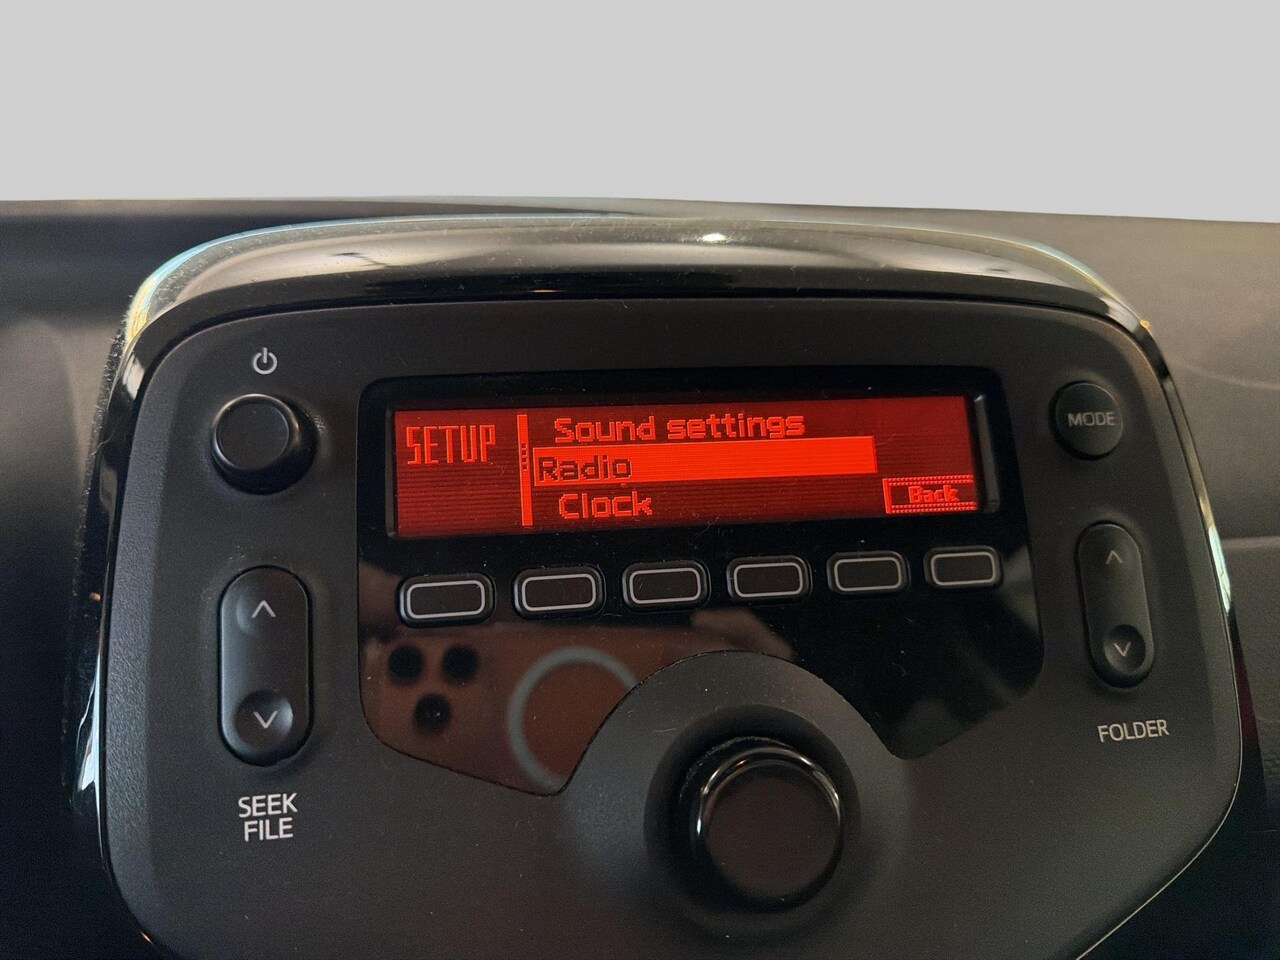 SETUP
Sound settings
Radio
Clock
Back
MODE
SEEK
FILE
FOLDER